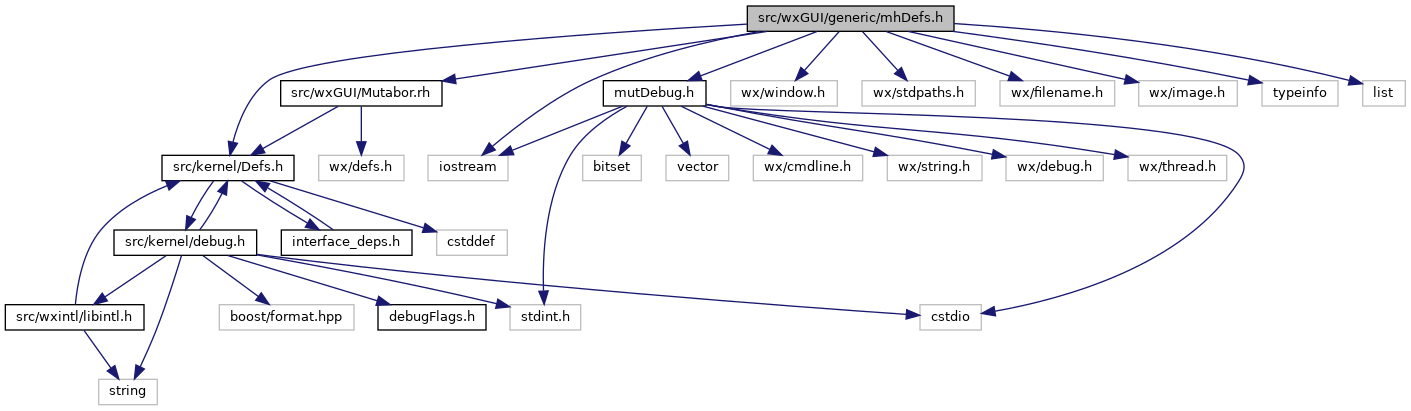 src/wxGUI/generic/mhDefs.h
src/wxGUI/Mutabor.rh
mutDebug.h
wx/window.h
wx/stdpaths.h
wx/filename.h
wx/image.h
typeinfo
list
src/kernel/Defs.h
wx/defs.h
iostream
bitset
vector
wx/cmdline.h
wx/string.h
wx/debug.h
wx/thread.h
src/kernel/debug.h
interface_deps.h
cstddef
src/wxintl/libintl.h
boost/format.hpp
debugFlags.h
stdint.h
cstdio
string